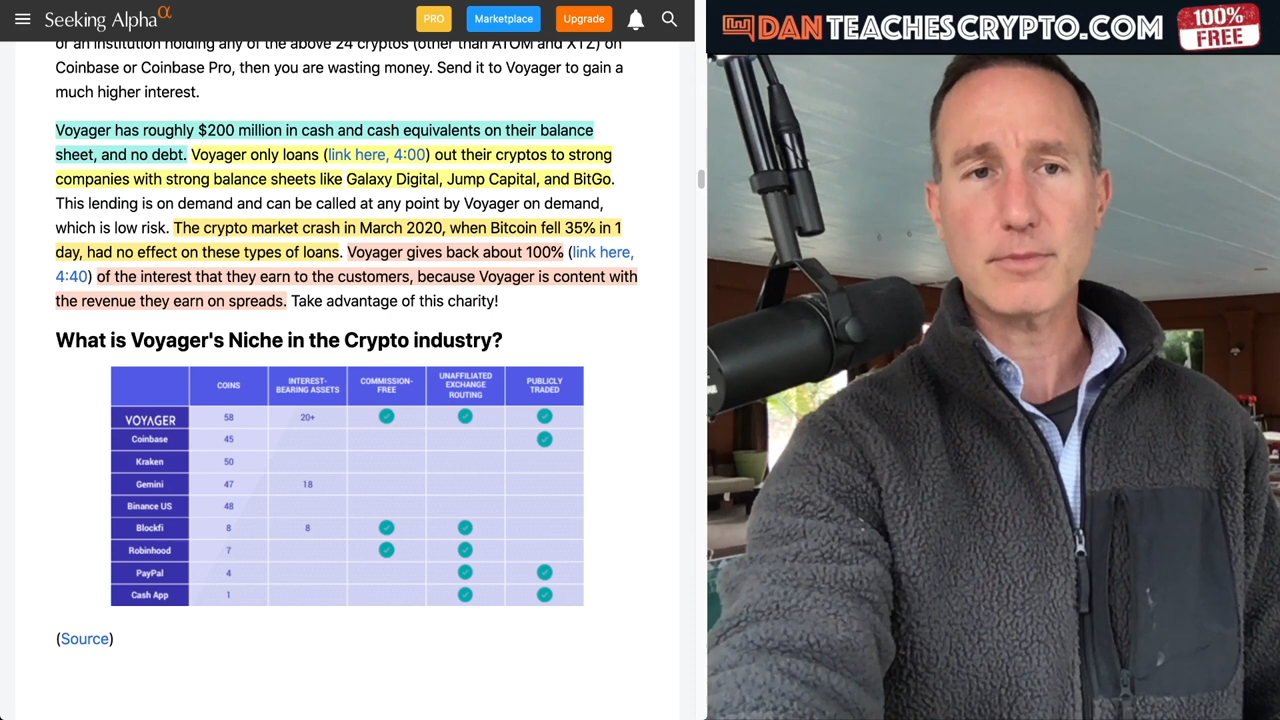 Seeking Alpha α
PRO
Marketplace
Upgrade
or an institution holding any of the above 24 cryptos (other than ATOM and XTZ) on
Coinbase or Coinbase Pro, then you are wasting money. Send it to Voyager to gain a
much higher interest.
Voyager has roughly $200 million in cash and cash equivalents on their balance
sheet, and no debt. Voyager only loans (link here, 4:00) out their cryptos to strong
companies with strong balance sheets like Galaxy Digital, Jump Capital, and BitGo.
This lending is on demand and can be called at any point by Voyager on demand,
which is low risk. The crypto market crash in March 2020, when Bitcoin fell 35% in 1
day, had no effect on these types of loans. Voyager gives back about 100% (link here,
4:40) of the interest that they earn to the customers, because Voyager is content with
the revenue they earn on spreads. Take advantage of this charity!
What is Voyager's Niche in the Crypto industry?
COINS
INTEREST-
BEARING ASSETS
COMMISSION-
FREE
UNAFFILIATED
EXCHANGE
ROUTING
PUBLICLY
TRADED
VOYAGER 58 20+
Coinbase 45
Kraken 50
Gemini 47 18
Binance US 48
Blockfi 8 8
Robinhood 7
PayPal 4
Cash App 1
(Source)
DANTEACHESCRYPTO.COM
100%
FREE